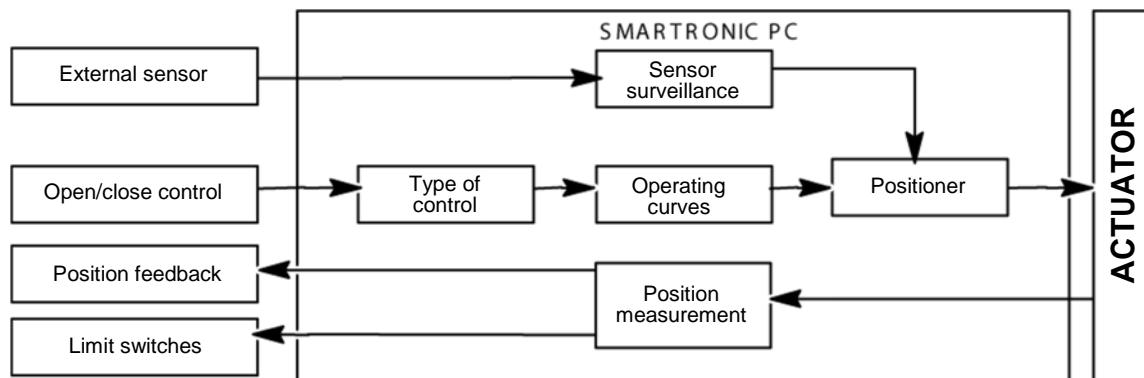 SMARTRONIC PC
External sensor
Sensor
surveillance
Open/close control
Type of
control
Operating
curves
Positioner
Position feedback
Position
measurement
Limit switches
ACTUATOR